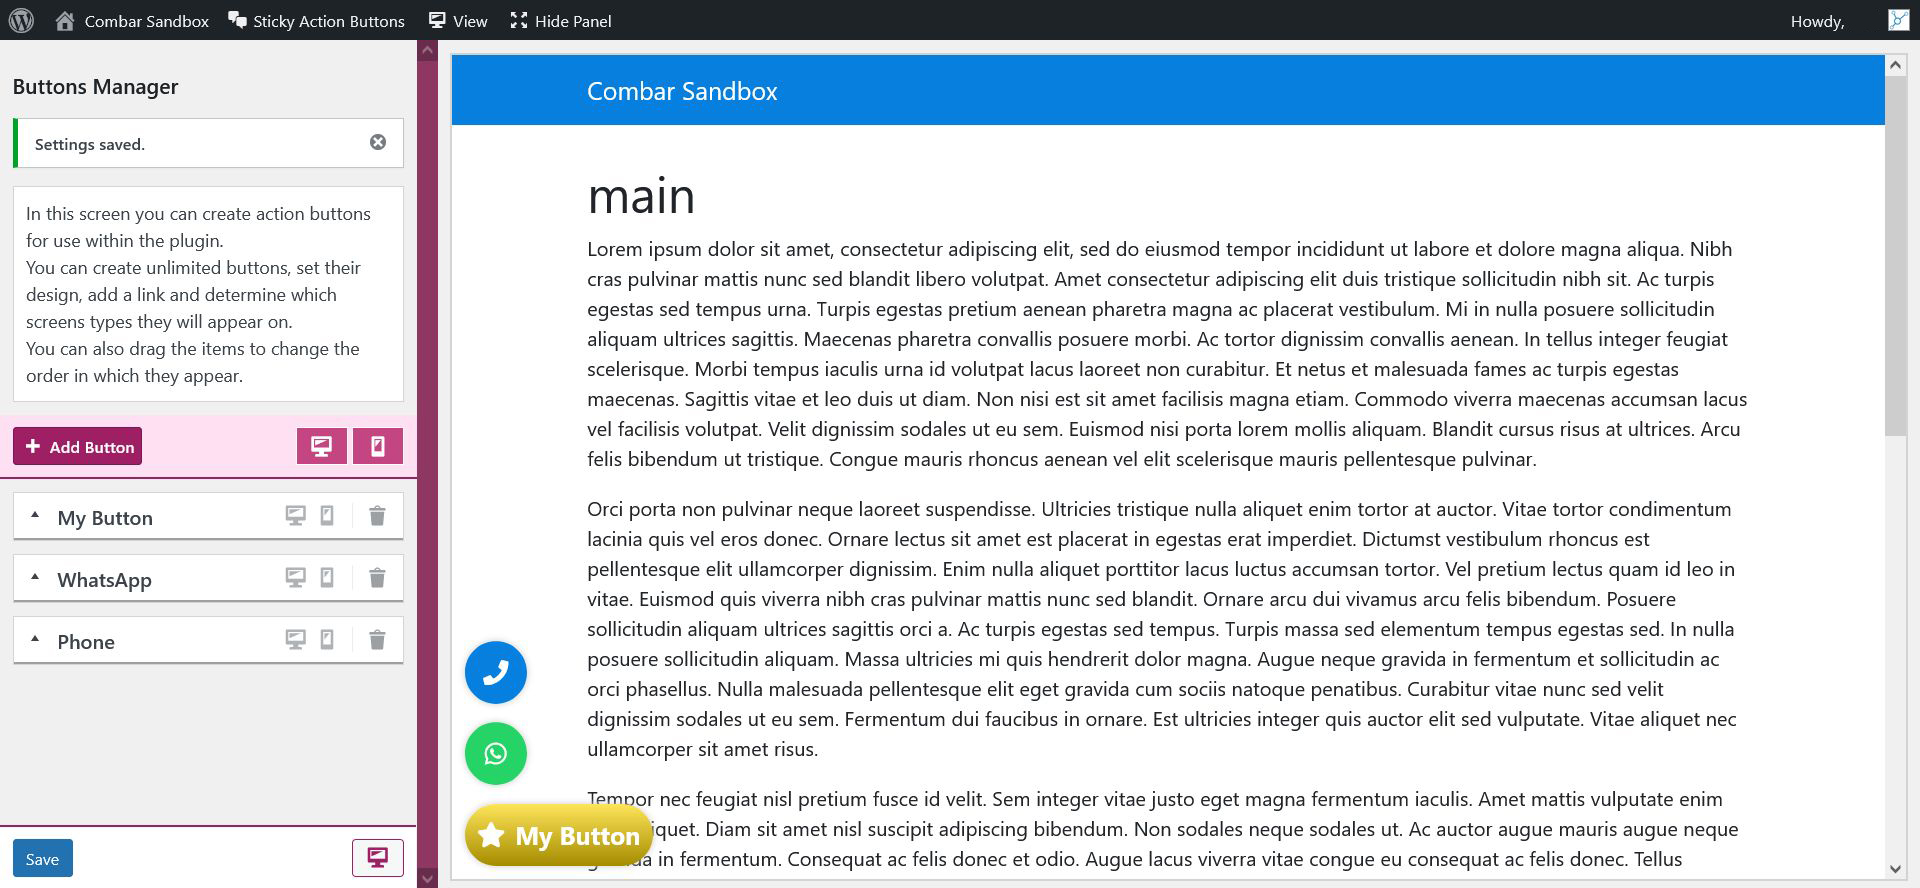 Combar Sandbox
Sticky Action Buttons
View
Hide Panel
Howdy,
Buttons Manager
Settings saved.
In this screen you can create action buttons
for use within the plugin.
You can create unlimited buttons, set their
design, add a link and determine which
screens types they will appear on.
You can also drag the items to change the
order in which they appear.
Add Button
My Button
WhatsApp
Phone
Save
Combar Sandbox
main
Lorem ipsum dolor sit amet, consectetur adipiscing elit, sed do eiusmod tempor incididunt ut labore et dolore magna aliqua. Nibh
cras pulvinar mattis nunc sed blandit libero volutpat. Amet consectetur adipiscing elit duis tristique sollicitudin nibh sit. Ac turpis
egestas sed tempus urna. Turpis egestas pretium aenean pharetra magna ac placerat vestibulum. Mi in nulla posuere sollicitudin
aliquam ultrices sagittis. Maecenas pharetra convallis posuere morbi. Ac tortor dignissim convallis aenean. In tellus integer feugiat
scelerisque. Morbi tempus iaculis urna id volutpat lacus laoreet non curabitur. Et netus et malesuada fames ac turpis egestas
maecenas. Sagittis vitae et leo duis ut diam. Non nisi est sit amet facilisis magna etiam. Commodo viverra maecenas accumsan lacus
vel facilisis volutpat. Velit dignissim sodales ut eu sem. Euismod nisi porta lorem mollis aliquam. Blandit cursus risus at ultrices. Arcu
felis bibendum ut tristique. Congue mauris rhoncus aenean vel elit scelerisque mauris pellentesque pulvinar.
Orci porta non pulvinar neque laoreet suspendisse. Ultricies tristique nulla aliquet enim tortor at auctor. Vitae tortor condimentum
lacinia quis vel eros donec. Ornare lectus sit amet est placerat in egestas erat imperdiet. Dictumst vestibulum rhoncus est
pellentesque elit ullamcorper dignissim. Enim nulla aliquet porttitor lacus luctus accumsan tortor. Vel pretium lectus quam id leo in
vitae. Euismod quis viverra nibh cras pulvinar mattis nunc sed blandit. Ornare arcu dui vivamus arcu felis bibendum. Posuere
sollicitudin aliquam ultrices sagittis orci a. Ac turpis egestas sed tempus. Turpis massa sed elementum tempus egestas sed. In nulla
posuere sollicitudin aliquam. Massa ultricies mi quis hendrerit dolor magna. Augue neque gravida in fermentum et sollicitudin ac
orci phasellus. Nulla malesuada pellentesque elit eget gravida cum sociis natoque penatibus. Curabitur vitae nunc sed velit
dignissim sodales ut eu sem. Fermentum dui faucibus in ornare. Est ultricies integer quis auctor elit sed vulputate. Vitae aliquet nec
ullamcorper sit amet risus.
Tempor nec feugiat nisl pretium fusce id velit. Sem integer vitae justo eget magna fermentum iaculis. Amet mattis vulputate enim
Diam sit amet nisl suscipit adipiscing bibendum. Non sodales neque sodales ut. Ac auctor augue mauris augue neque
in fermentum. Consequat ac felis donec et odio. Augue lacus viverra vitae congue eu consequat ac felis donec. Tellus
My Button